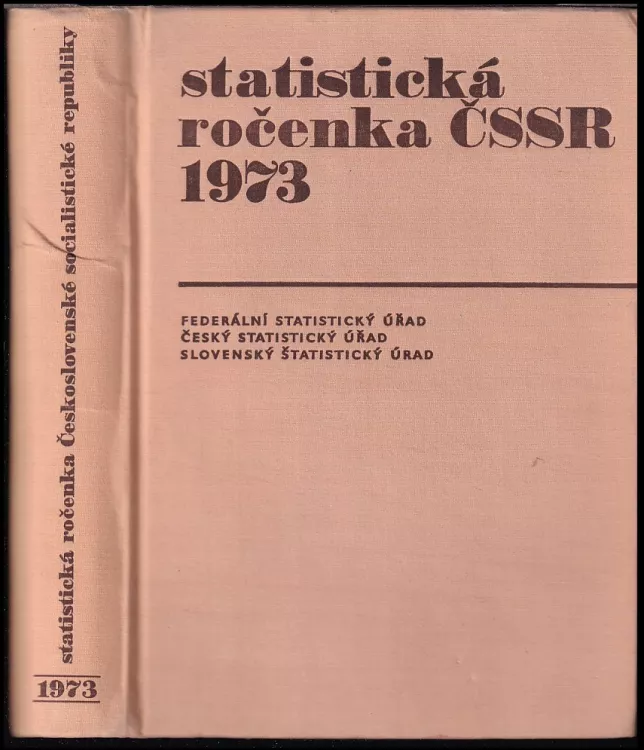 statistická ročenka Československé socialistické republiky
1973
statistická
ročenka ČSSR
1973
FEDERÁLNÍ STATISTICKÝ ÚŘAD
ČESKÝ STATISTICKÝ ÚŘAD
SLOVENSKÝ ŠTATISTICKÝ ÚRAD